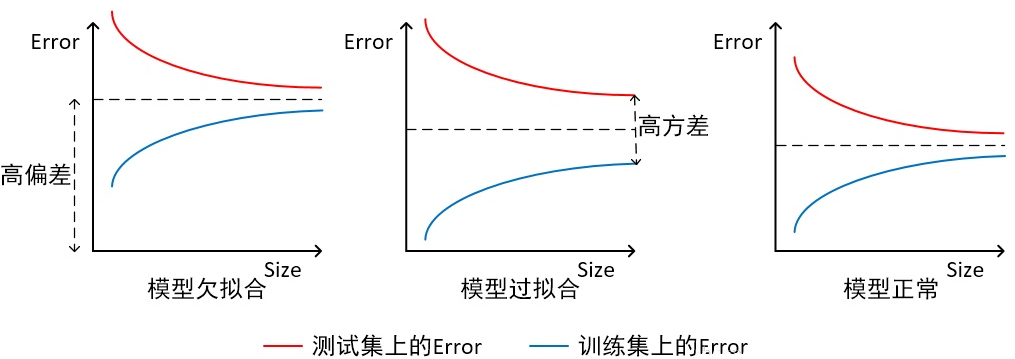 Error
高偏差
Size
模型欠拟合
Error
高方差
Size
模型过拟合
Error
Size
模型正常
测试集上的Error
训练集上的Error